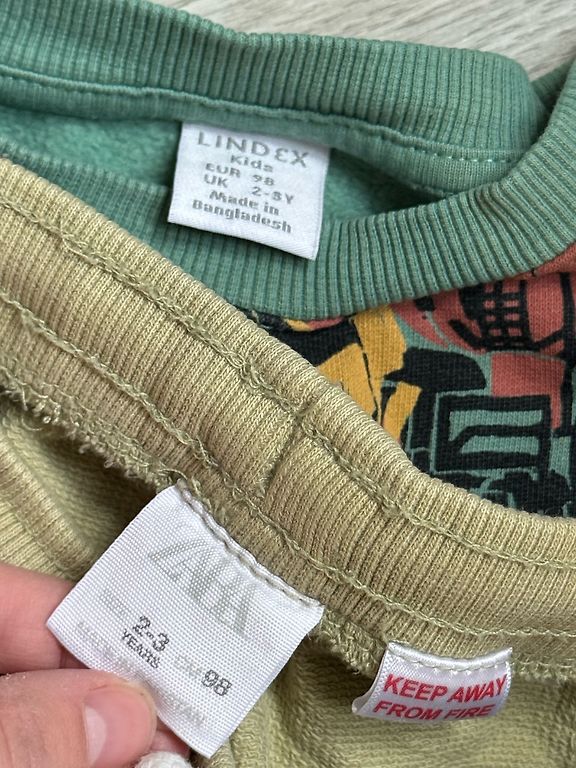 LINDEX
Kids
EUR 98
UK 2-3Y
Made in
Bangladesh
ZARA
2-3
YEARS
CM 98
KEEP AWAY
FROM FIRE